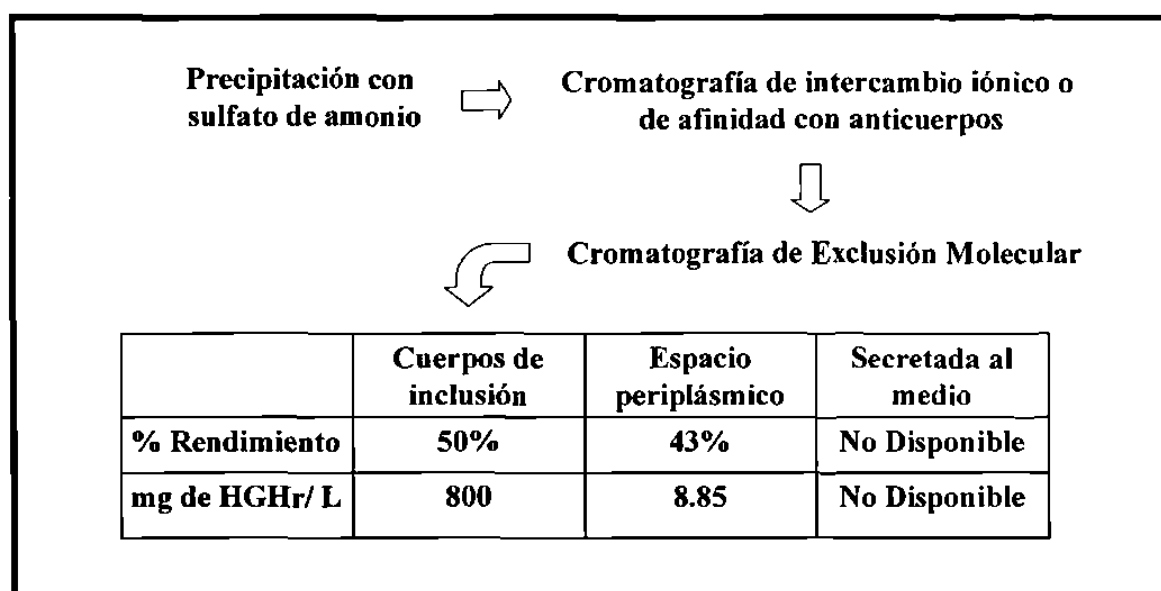 Precipitación con
sulfato de amonio
Cromatografía de intercambio iónico o
de afinidad con anticuerpos
Cromatografía de Exclusión Molecular
Cuerpos de inclusión Espacio periplásmico Secretada al medio
% Rendimiento 50% 43% No Disponible
mg de HGHr/ L 800 8.85 No Disponible